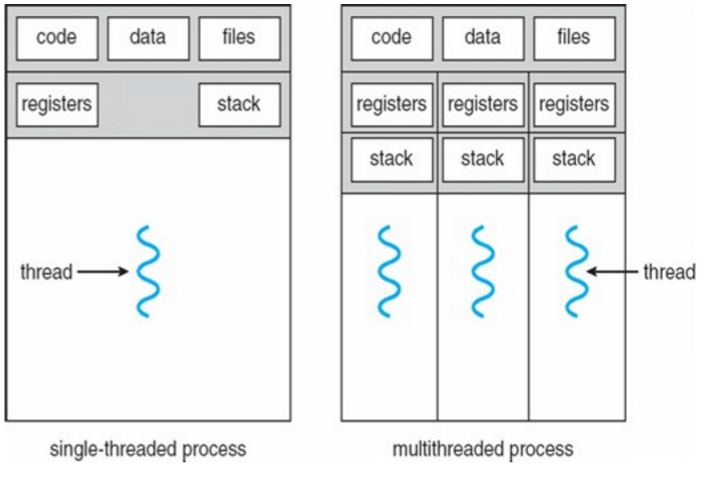 code data files
registers stack
thread
single-threaded process
code data files
registers registers registers
stack stack stack
thread
multithreaded process